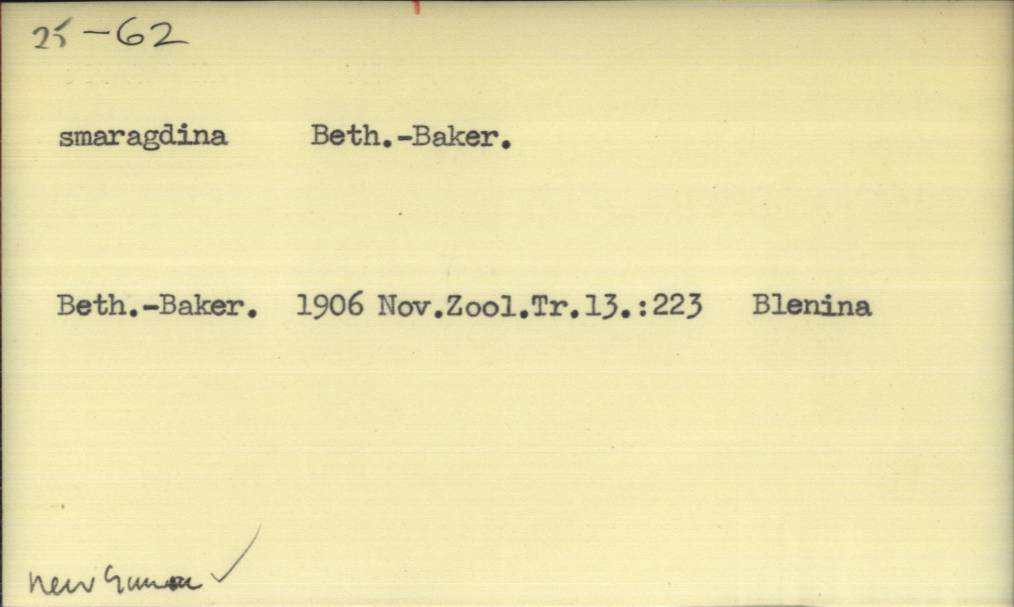 25-62
smaragdina Beth.-Baker.
Beth.-Baker. 1906 Nov.Zool.Tr.13.:223 Blenina
New Guinea ✓